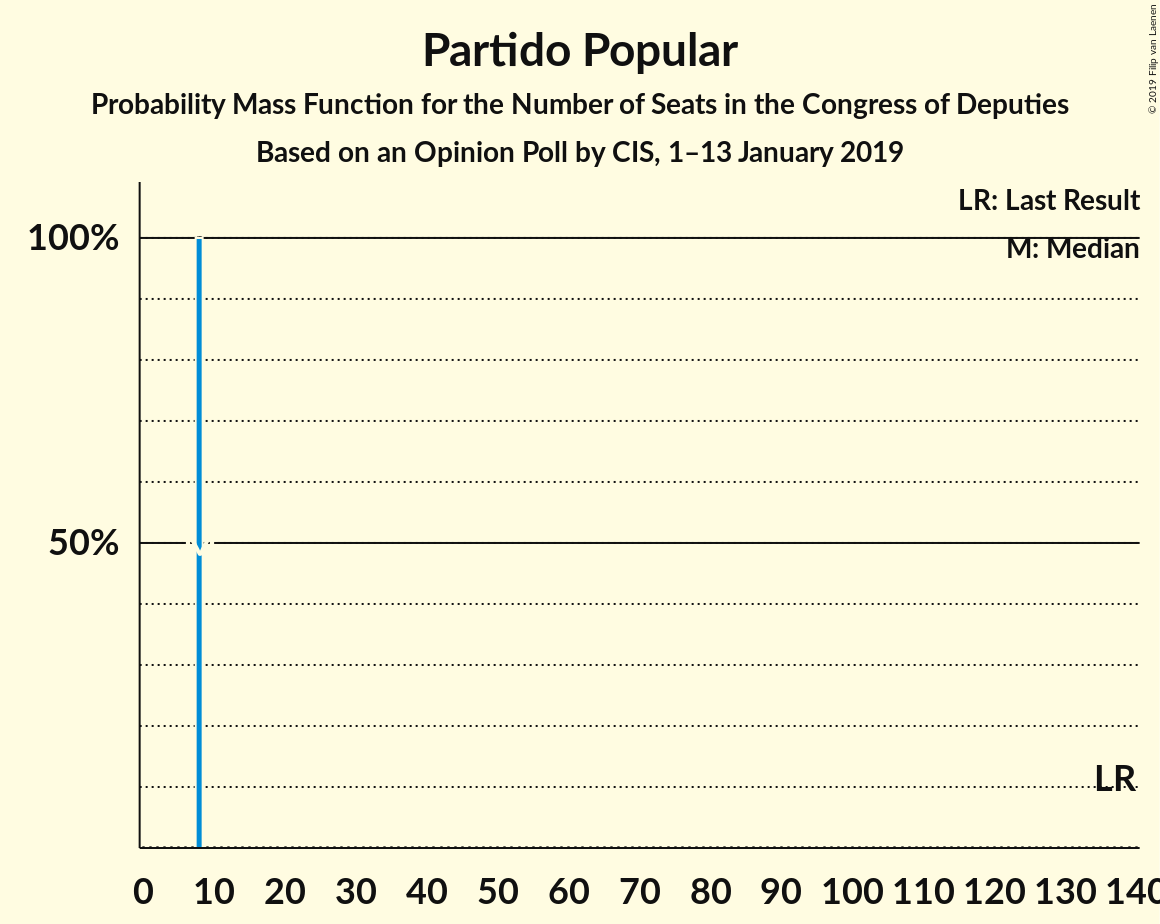 Partido Popular
Probability Mass Function for the Number of Seats in the Congress of Deputies
Based on an Opinion Poll by CIS, 1–13 January 2019
© 2019 Filip van Laenen
LR: Last Result
M: Median
100%
50%
LR
0 10 20 30 40 50 60 70 80 90 100 110 120 130 140